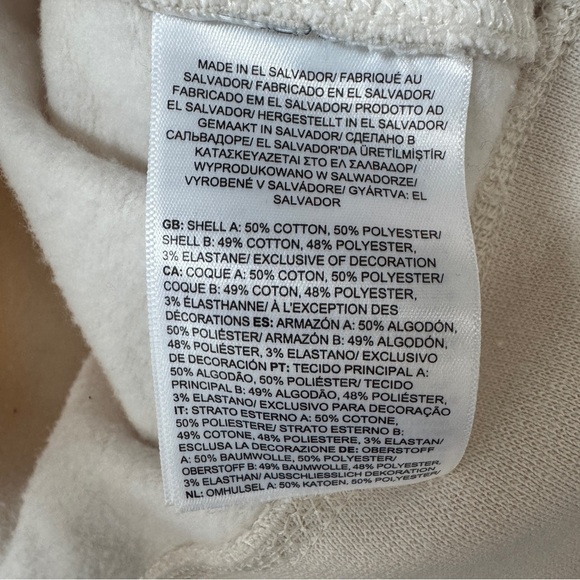 MADE IN EL SALVADOR/ FABRIQUÉ AU
SALVADOR/ FABRICADO EN EL SALVADOR/
FABRICADO EM EL SALVADOR/ PRODOTTO AD
EL SALVADOR/ HERGESTELLT IN EL SALVADOR/
GEMAAKT IN SALVADOR/ СДЕЛАНО В
САЛЬВАДОРЕ/ EL SALVADOR'DA ÜRETILMIŞTIR/
ΚΑΤΑΣΚΕΥΑΖΕΤΑΙ ΣΤΟ ΕΛ ΣΑΛΒΑΔΟΡ/
WYPRODUKOWANO W SALWADORZE/
VYROBENÉ V SALVÁDORE/ GYÁRTVA: EL
SALVADOR
GB: SHELL A: 50% COTTON, 50% POLYESTER/
SHELL B: 49% COTTON, 48% POLYESTER,
3% ELASTANE/ EXCLUSIVE OF DECORATION
CA: COQUE A: 50% COTON, 50% POLYESTER/
COQUE B: 49% COTON, 48% POLYESTER,
3% ÉLASTHANNE/ À L'EXCEPTION DES
DÉCORATIONS ES: ARMAZÓN A: 50% ALGODÓN,
50% POLIÉSTER/ ARMAZÓN B: 49% ALGODÓN,
48% POLIÉSTER, 3% ELASTANO/ EXCLUSIVO
DE DECORACIÓN PT: TECIDO PRINCIPAL A:
50% ALGODÃO, 50% POLIÉSTER/ TECIDO
PRINCIPAL B: 49% ALGODÃO, 48% POLIÉSTER,
3% ELASTANO/ EXCLUSIVO PARA DECORAÇÃO
IT: STRATO ESTERNO A: 50% COTONE,
50% POLIESTERE/ STRATO ESTERNO B:
49% COTONE, 48% POLIESTERE, 3% ELASTAN/
ESCLUSA LA DECORAZIONE DE: OBERSTOFF
A: 50% BAUMWOLLE, 50% POLYESTER/
OBERSTOFF B: 49% BAUMWOLLE, 48% POLYESTER,
3% ELASTHAN/ AUSSCHLIESSLICH DEKORATION
NL: OMHULSEL A: 50% KATOEN, 50% POLYESTER/